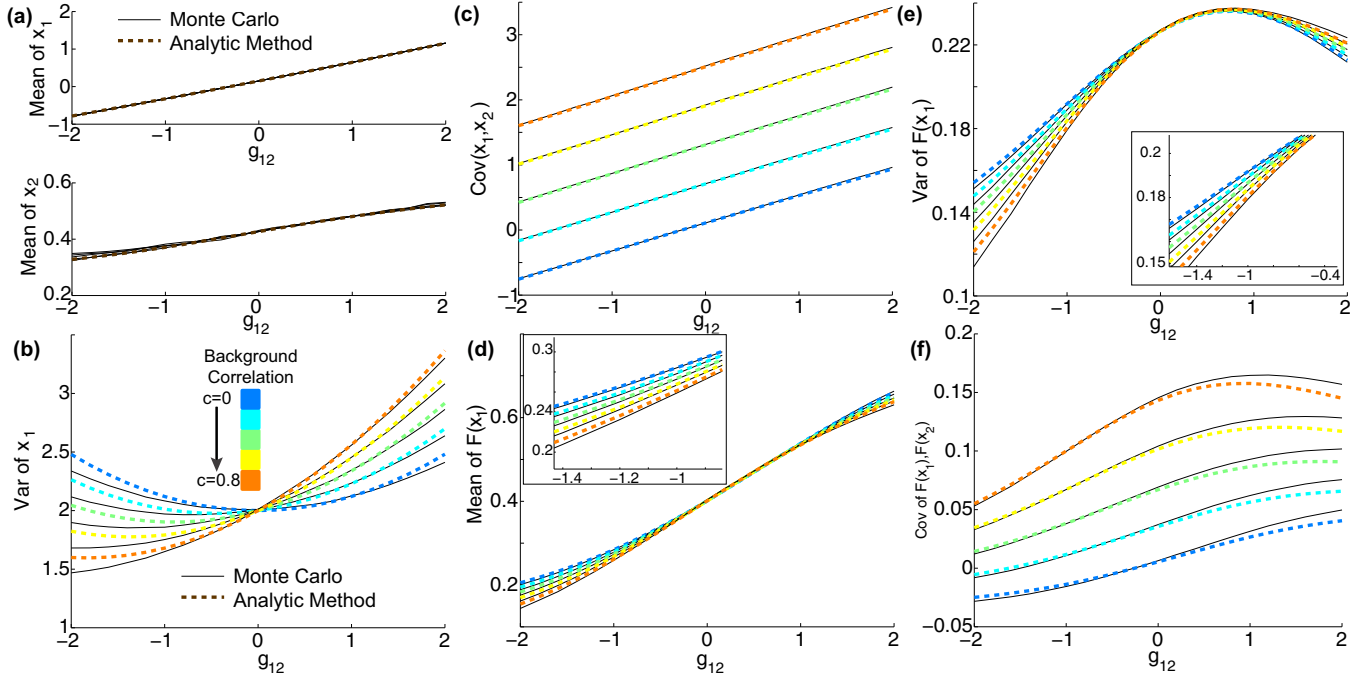 (a)
Monte Carlo
Analytic Method
Mean of x1
2
1
0
−1
−2 −1 0 1 2
g12
Mean of x2
0.6
0.4
0.2
−2 −1 0 1 2
g12
(b)
Background
Correlation
c=0
c=0.8
Var of x1
3
2.5
2
1.5
1
Monte Carlo
Analytic Method
−2 −1 0 1 2
g12
(c)
Cov(x1,x2)
3
2
1
0
−1
−2 −1 0 1 2
g12
(d)
Mean of F(x1)
0.8
0.6
0.4
0.2
0.3
0.24
0.2
−1.4 −1.2 −1
−2 −1 0 1 2
g12
(e)
Var of F(x1)
0.22
0.18
0.14
0.1
0.2
0.18
0.15
−1.4 −1 −0.4
−2 −1 0 1 2
g12
(f)
Cov of F(x1),F(x2)
0.2
0.15
0.1
0.05
0
−0.05
−2 −1 0 1 2
g12